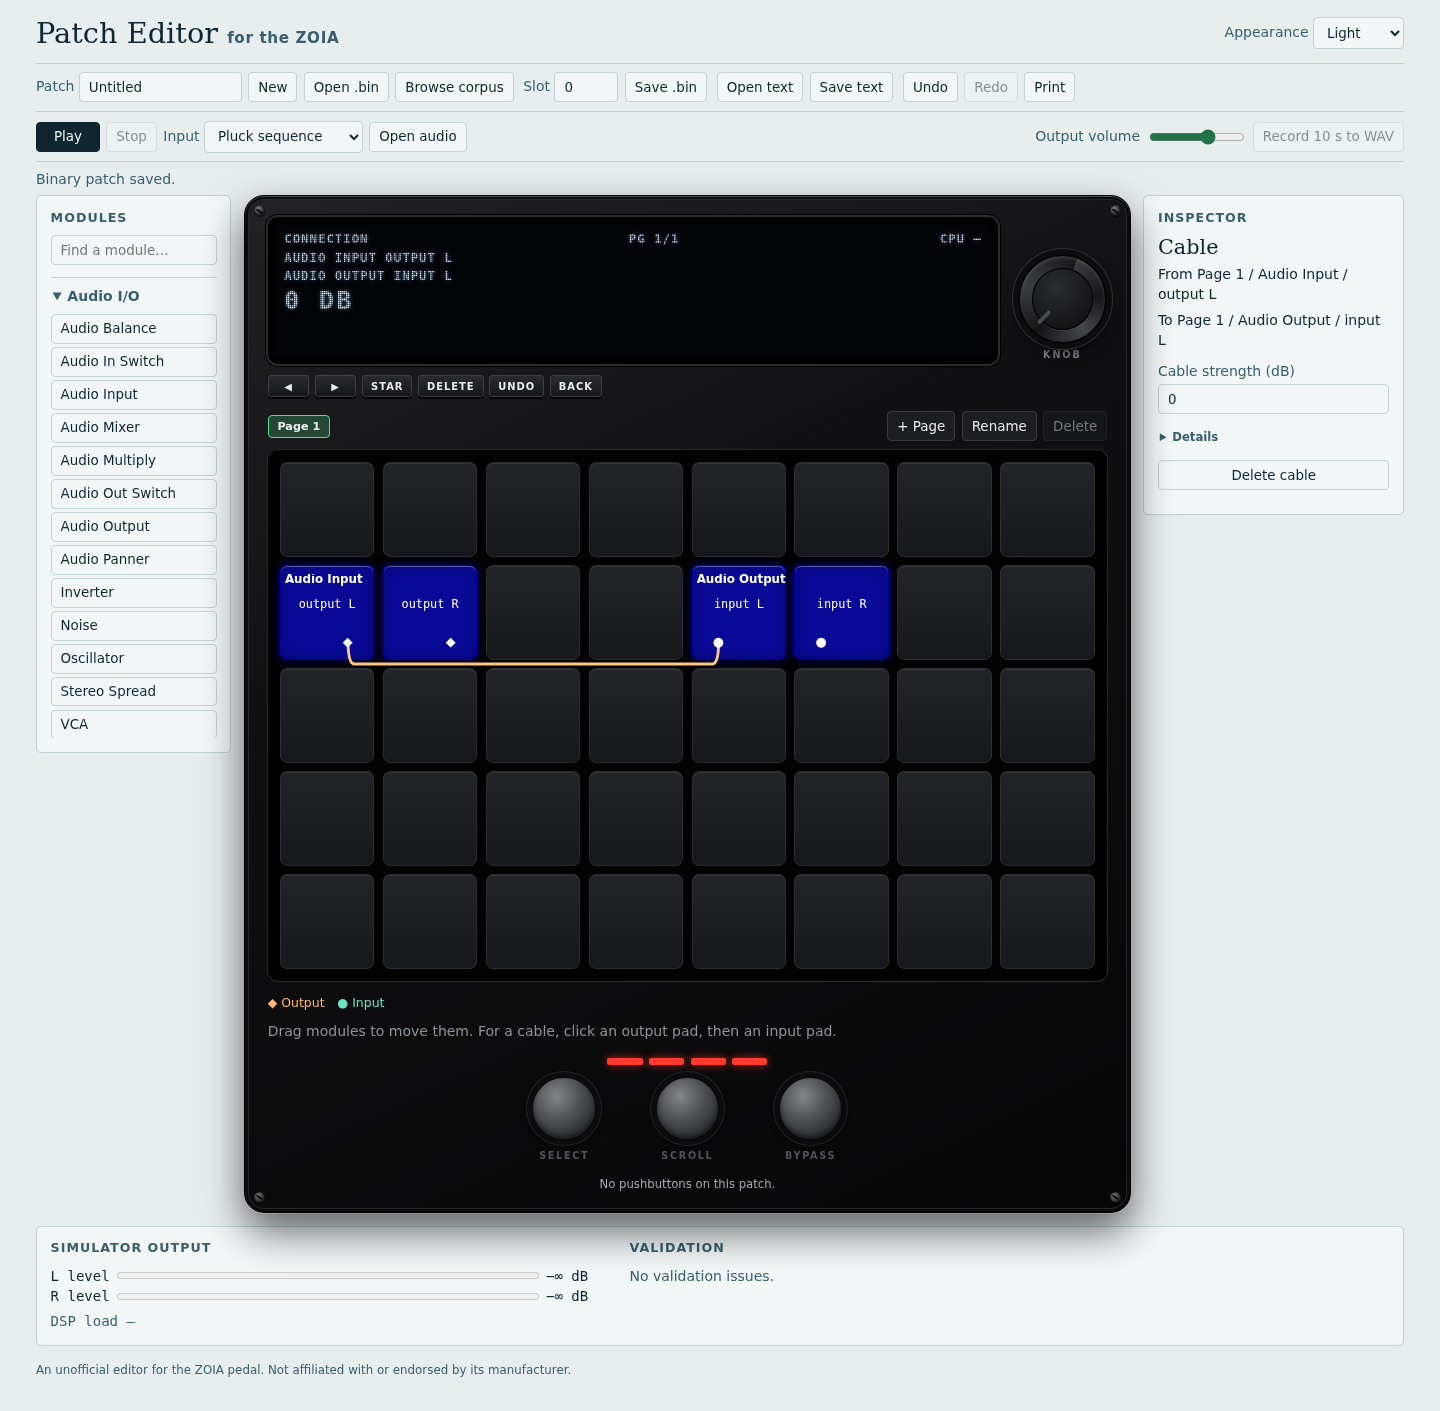 Patch Editor for the ZOIA
Appearance Light
Patch Untitled New Open .bin Browse corpus Slot 0 Save .bin Open text Save text Undo Redo Print
Play Stop Input Pluck sequence Open audio Output volume Record 10 s to WAV
Binary patch saved.
MODULES
Find a module...
▼ Audio I/O
Audio Balance
Audio In Switch
Audio Input
Audio Mixer
Audio Multiply
Audio Out Switch
Audio Output
Audio Panner
Inverter
Noise
Oscillator
Stereo Spread
VCA
CONNECTION PG 1/1 CPU —
AUDIO INPUT OUTPUT L
AUDIO OUTPUT INPUT L
0 DB
KNOB
◀ ▶ STAR DELETE UNDO BACK
Page 1 + Page Rename Delete
Audio Input Audio Output
output L output R input L input R
◆ Output ● Input
Drag modules to move them. For a cable, click an output pad, then an input pad.
SELECT SCROLL BYPASS
No pushbuttons on this patch.
INSPECTOR
Cable
From Page 1 / Audio Input /
output L
To Page 1 / Audio Output / input
L
Cable strength (dB)
0
▶ Details
Delete cable
SIMULATOR OUTPUT
L level −∞ dB
R level −∞ dB
DSP load —
VALIDATION
No validation issues.
An unofficial editor for the ZOIA pedal. Not affiliated with or endorsed by its manufacturer.